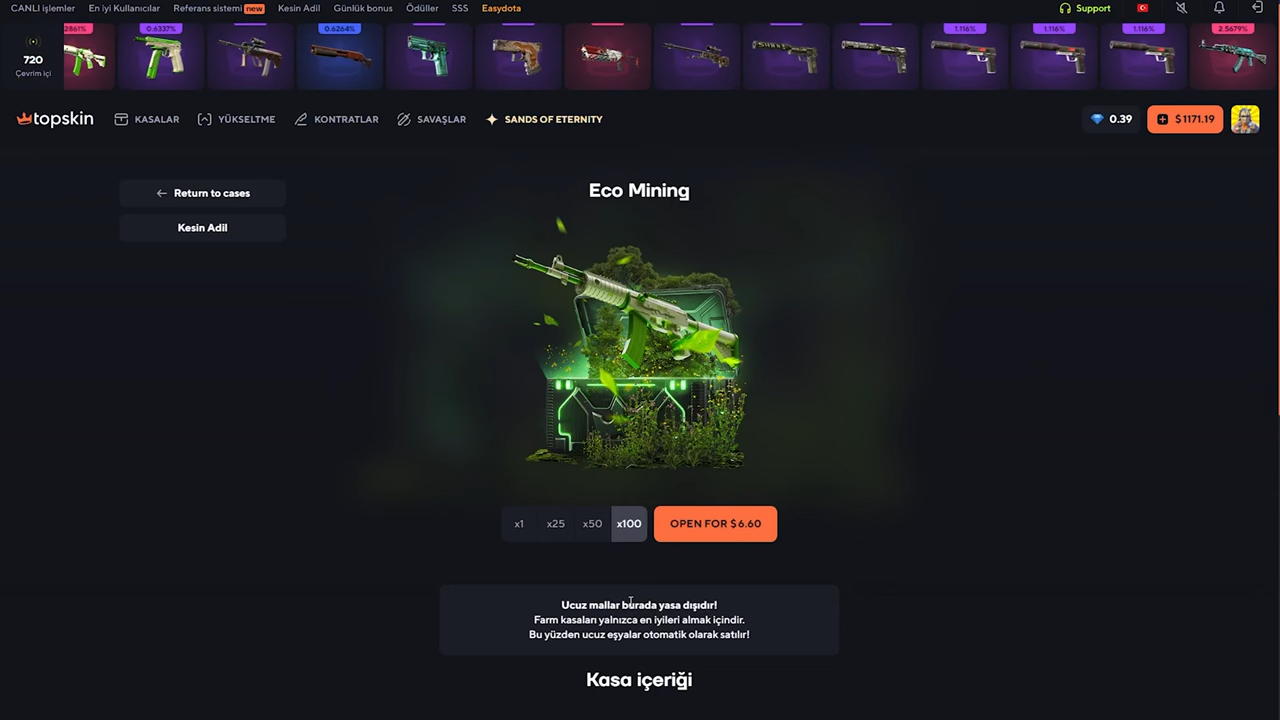 CANLI işlemler En iyi Kullanıcılar Referans sistemi new Kesin Adil Günlük bonus Ödüller SSS Easydota Support
2861% 0.6337% 0.6264% 1.116% 1.116% 1.116% 2.5679%
720
Çevrim içi
topskin KASALAR YÜKSELTME KONTRATLAR SAVAŞLAR SANDS OF ETERNITY 0.39 $1171.19
Return to cases
Kesin Adil
Eco Mining
x1 x25 x50 x100 OPEN FOR $6.60
Ucuz mallar burada yasa dışıdır!
Farm kasaları yalnızca en iyileri almak içindir.
Bu yüzden ucuz eşyalar otomatik olarak satılır!
Kasa içeriği